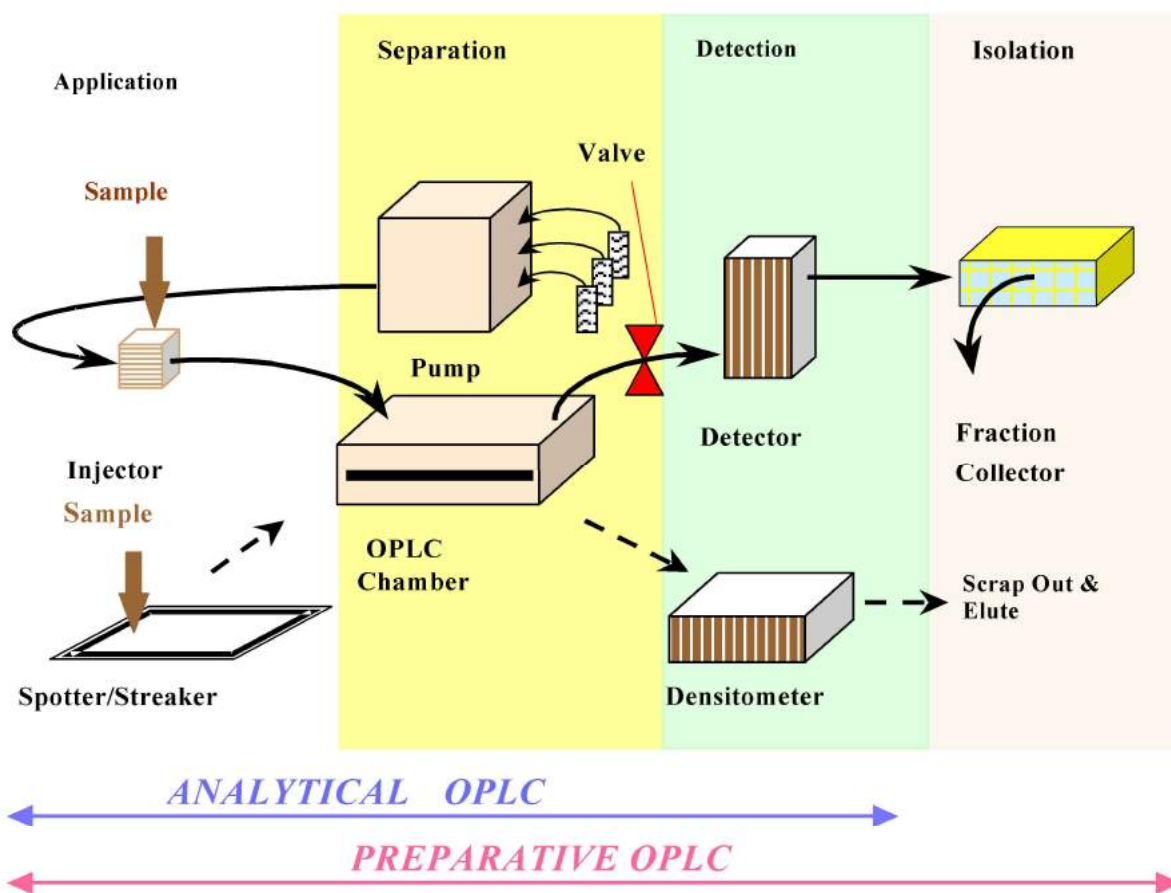 Application
Separation
Detection
Isolation
Sample
Valve
Pump
Injector
Detector
Fraction
Collector
Sample
OPLC
Chamber
Scrap Out &
Elute
Spotter/Streaker
Densitometer
ANALYTICAL OPLC
PREPARATIVE OPLC